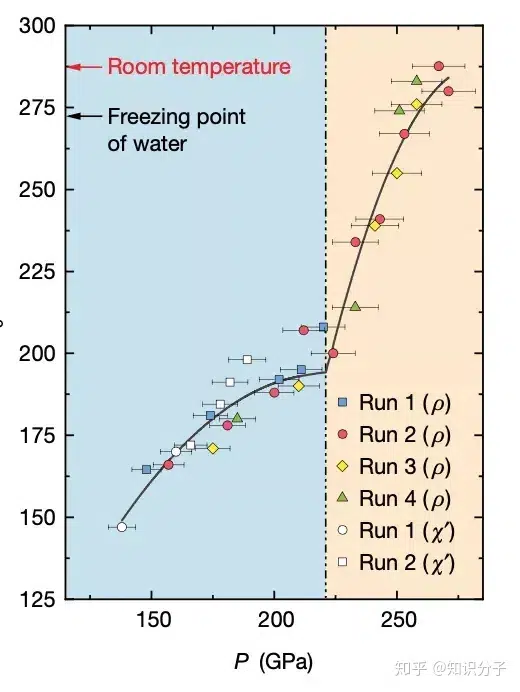 300
275
250
225
200
175
150
125
Room temperature
Freezing point
of water
Run 1 (ρ)
Run 2 (ρ)
Run 3 (ρ)
Run 4 (ρ)
Run 1 (χ′)
Run 2 (χ′)
150
200
250
P (GPa)
知乎 @知识分子